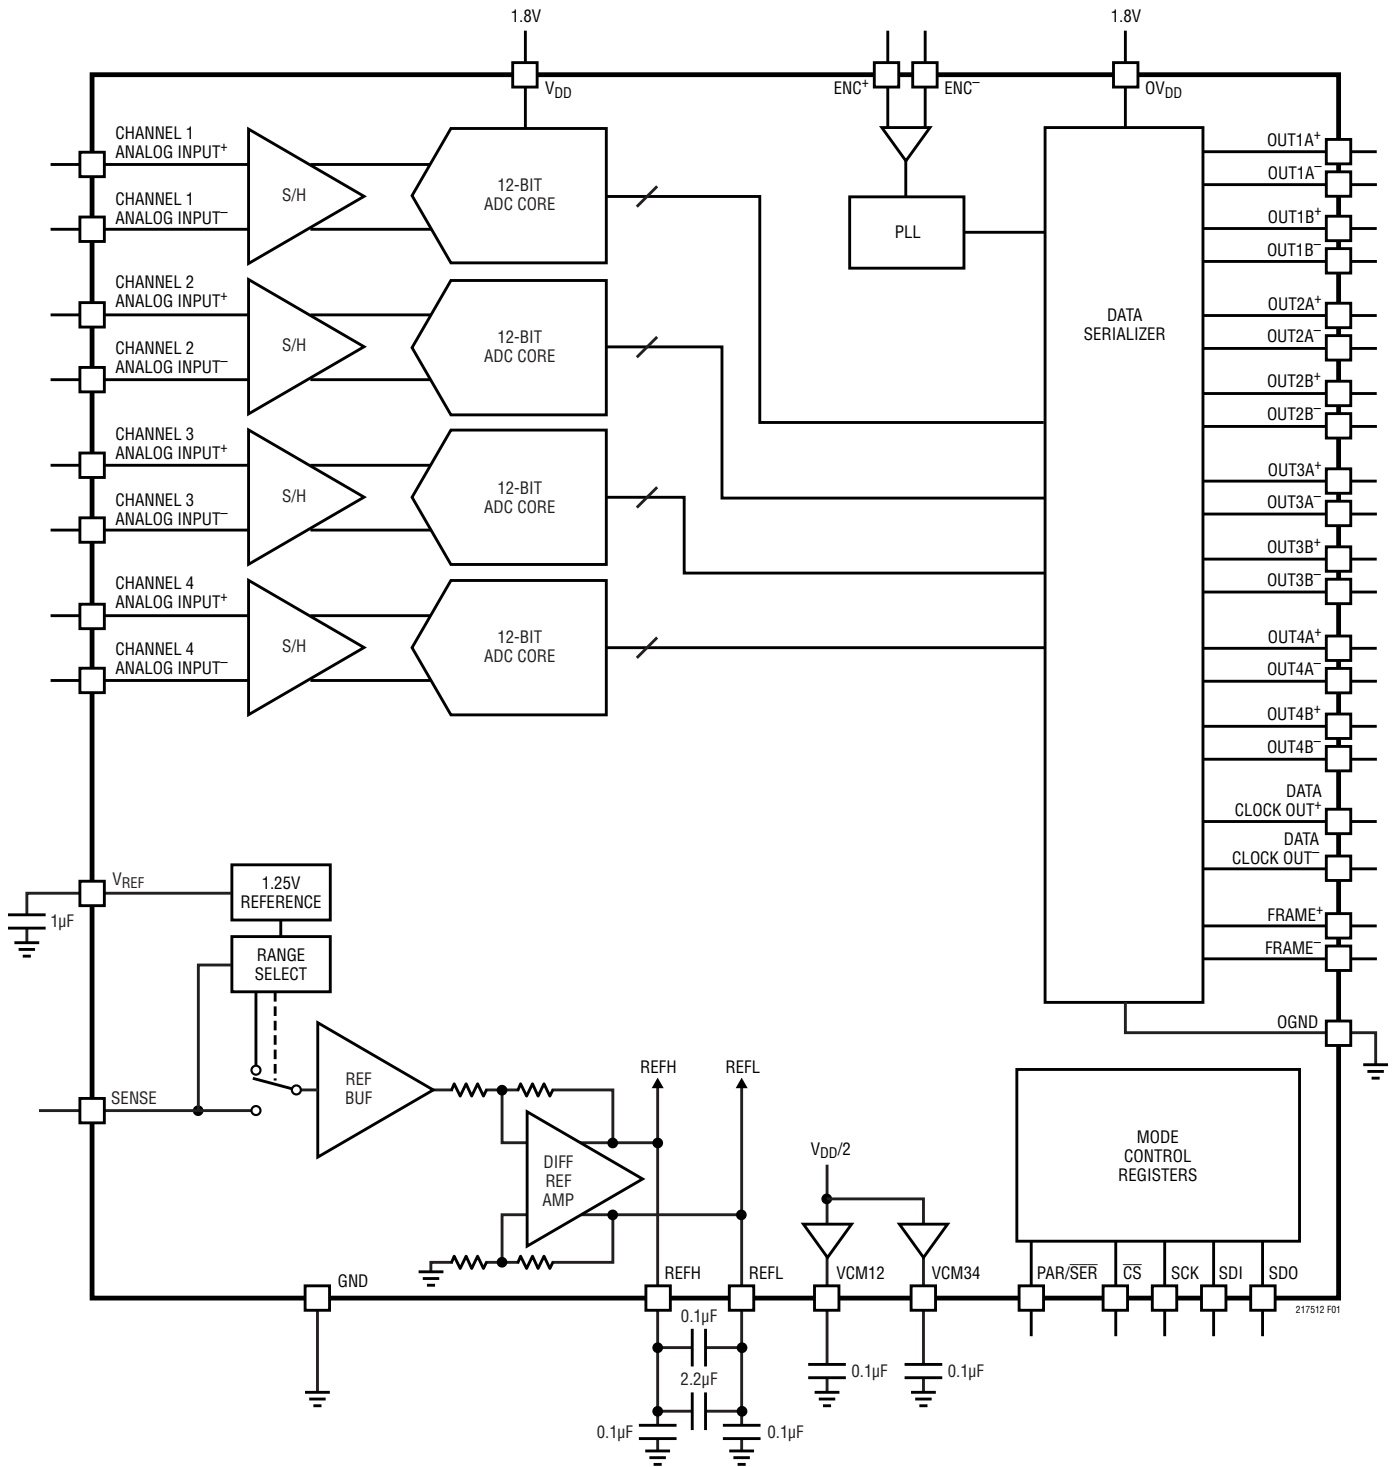 1.8V
1.8V
VDD
ENC+
ENC–
OVDD
CHANNEL 1
ANALOG INPUT+
CHANNEL 1
ANALOG INPUT–
S/H
12-BIT
ADC CORE
PLL
CHANNEL 2
ANALOG INPUT+
CHANNEL 2
ANALOG INPUT–
S/H
12-BIT
ADC CORE
CHANNEL 3
ANALOG INPUT+
CHANNEL 3
ANALOG INPUT–
S/H
12-BIT
ADC CORE
CHANNEL 4
ANALOG INPUT+
CHANNEL 4
ANALOG INPUT–
S/H
12-BIT
ADC CORE
DATA
SERIALIZER
OUT1A+
OUT1A–
OUT1B+
OUT1B–
OUT2A+
OUT2A–
OUT2B+
OUT2B–
OUT3A+
OUT3A–
OUT3B+
OUT3B–
OUT4A+
OUT4A–
OUT4B+
OUT4B–
DATA
CLOCK OUT+
DATA
CLOCK OUT–
FRAME+
FRAME–
OGND
VREF
1µF
1.25V
REFERENCE
RANGE
SELECT
SENSE
REF
BUF
DIFF
REF
AMP
REFH
REFL
VDD/2
MODE
CONTROL
REGISTERS
GND
REFH
REFL
VCM12
VCM34
PAR/SER
CS
SCK
SDI
SDO
217512 F01
0.1µF
2.2µF
0.1µF
0.1µF
0.1µF
0.1µF